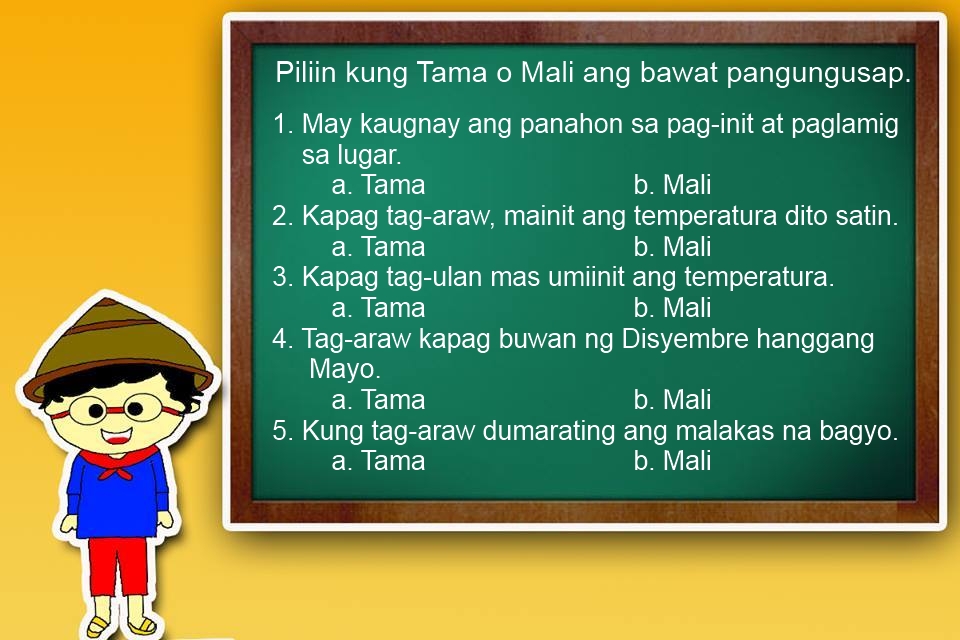 Piliin kung Tama o Mali ang bawat pangungusap.
1. May kaugnay ang panahon sa pag-init at paglamig
sa lugar.
a. Tama b. Mali
2. Kapag tag-araw, mainit ang temperatura dito satin.
a. Tama b. Mali
3. Kapag tag-ulan mas umiinit ang temperatura.
a. Tama b. Mali
4. Tag-araw kapag buwan ng Disyembre hanggang
Mayo.
a. Tama b. Mali
5. Kung tag-araw dumarating ang malakas na bagyo.
a. Tama b. Mali